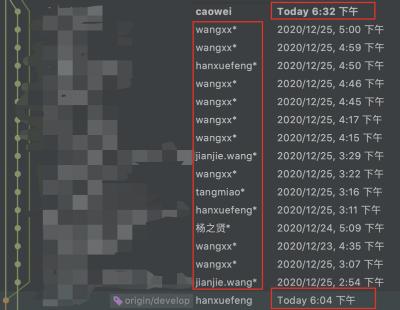 caowei Today 6:32 下午
wangxx* 2020/12/25, 5:00 下午
wangxx* 2020/12/25, 4:59 下午
hanxuefeng* 2020/12/25, 4:50 下午
wangxx* 2020/12/25, 4:46 下午
wangxx* 2020/12/25, 4:45 下午
wangxx* 2020/12/25, 4:17 下午
wangxx* 2020/12/25, 4:15 下午
jianjie.wang* 2020/12/25, 3:29 下午
wangxx* 2020/12/25, 3:22 下午
tangmiao* 2020/12/25, 3:16 下午
hanxuefeng* 2020/12/25, 3:11 下午
杨之贤* 2020/12/24, 5:09 下午
wangxx* 2020/12/23, 4:35 下午
wangxx* 2020/12/25, 3:07 下午
jianjie.wang* 2020/12/25, 2:54 下午
origin/develop hanxuefeng Today 6:04 下午